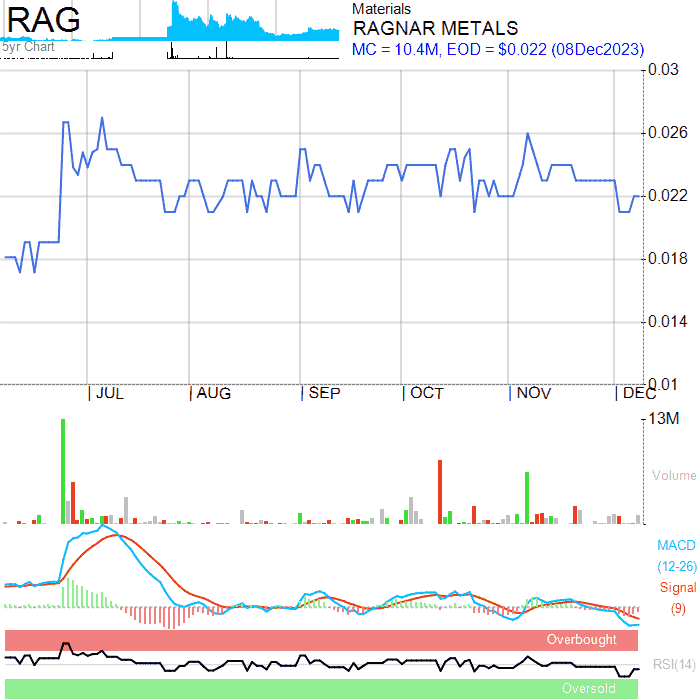 RAG
5yr Chart
Materials
RAGNAR METALS
MC = 10.4M, EOD = $0.022 (08Dec2023)
0.03
0.026
0.022
0.018
0.014
0.01
JUL AUG SEP OCT NOV DEC
13M
Volume
MACD
(12-26)
Signal
(9)
Overbought
RSI(14)
Oversold